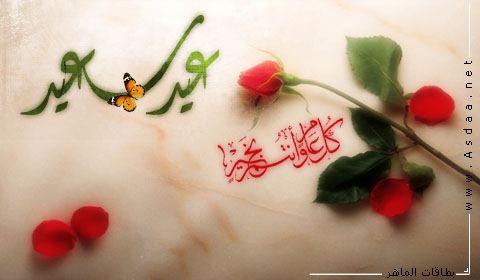 عيد سعيد
كل عام وأنتم بخير
www.Asdaa.net
بطاقات الماهر